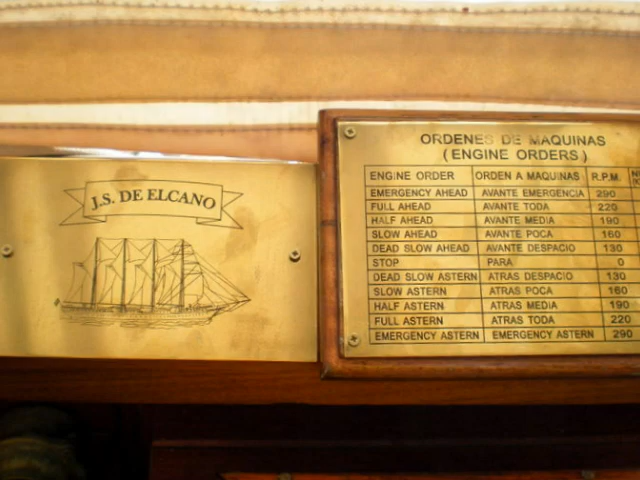 J.S. DE ELCANO
ORDENES DE MAQUINAS
( ENGINE ORDERS )
ENGINE ORDER ORDEN A MAQUINAS R.P.M.
EMERGENCY AHEAD AVANTE EMERGENCIA 290
FULL AHEAD AVANTE TODA 220
HALF AHEAD AVANTE MEDIA 190
SLOW AHEAD AVANTE POCA 160
DEAD SLOW AHEAD AVANTE DESPACIO 130
STOP PARA 0
DEAD SLOW ASTERN ATRAS DESPACIO 130
SLOW ASTERN ATRAS POCA 160
HALF ASTERN ATRAS MEDIA 190
FULL ASTERN ATRAS TODA 220
EMERGENCY ASTERN EMERGENCY ASTERN 290